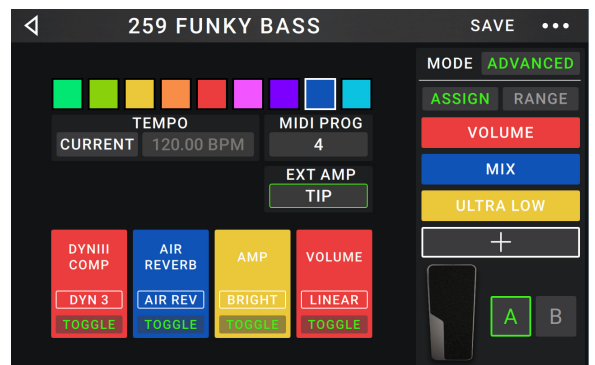 259 FUNKY BASS
SAVE
MODE ADVANCED
ASSIGN RANGE
TEMPO
CURRENT 120.00 BPM
MIDI PROG
4
EXT AMP
TIP
VOLUME
MIX
ULTRA LOW
+
DYNIII
COMP
DYN 3
TOGGLE
AIR
REVERB
AIR REV
TOGGLE
AMP
BRIGHT
TOGGLE
VOLUME
LINEAR
TOGGLE
A B